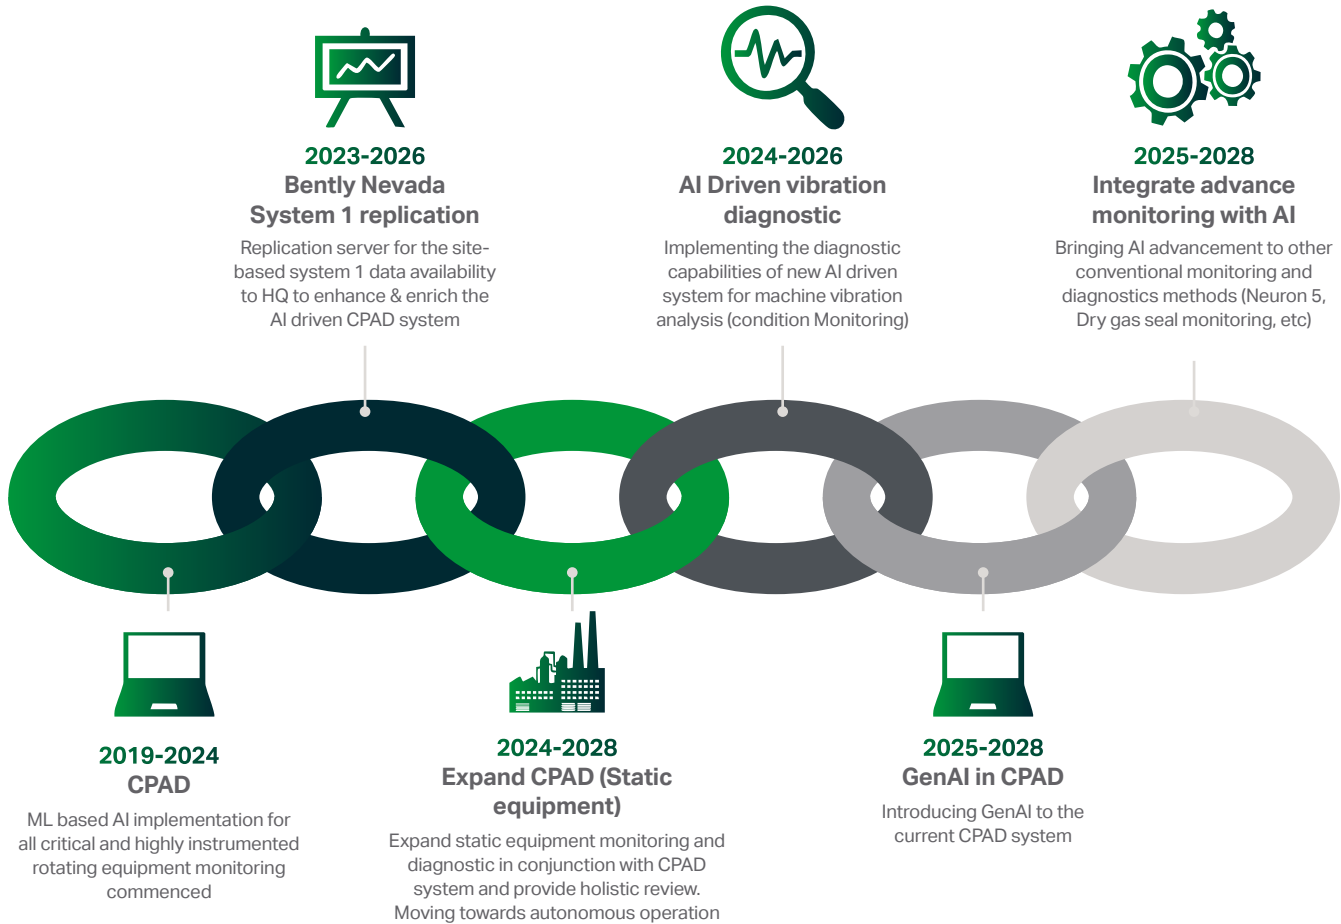 2023-2026
Bently Nevada
System 1 replication
Replication server for the site-
based system 1 data availability
to HQ to enhance & enrich the
AI driven CPAD system
2024-2026
AI Driven vibration
diagnostic
Implementing the diagnostic
capabilities of new AI driven
system for machine vibration
analysis (condition Monitoring)
2025-2028
Integrate advance
monitoring with AI
Bringing AI advancement to other
conventional monitoring and
diagnostics methods (Neuron 5,
Dry gas seal monitoring, etc)
2019-2024
CPAD
ML based AI implementation for
all critical and highly instrumented
rotating equipment monitoring
commenced
2024-2028
Expand CPAD (Static
equipment)
Expand static equipment monitoring and
diagnostic in conjunction with CPAD
system and provide holistic review.
Moving towards autonomous operation
2025-2028
GenAI in CPAD
Introducing GenAI to the
current CPAD system